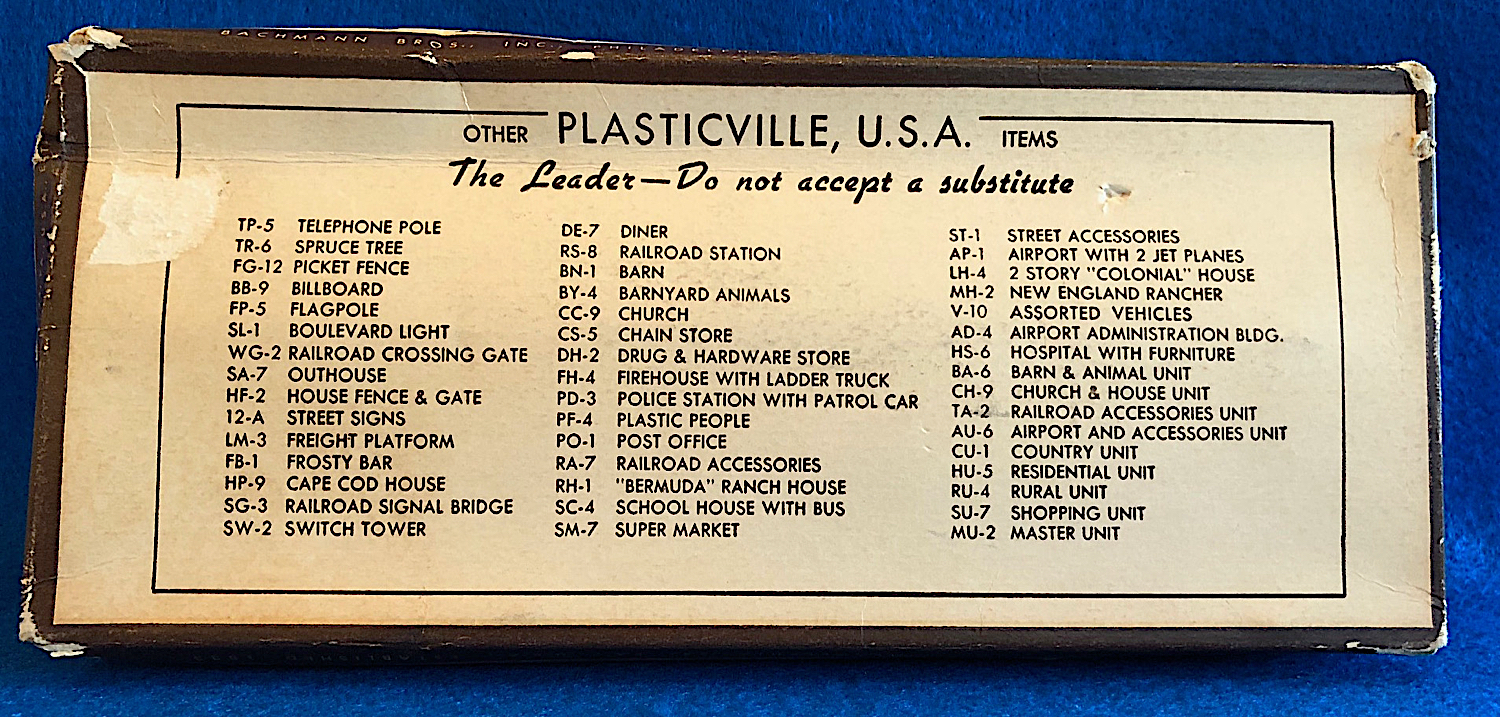 BACHMANN BROS., INC., PHILADELPHIA
OTHER PLASTICVILLE, U.S.A. ITEMS
The Leader—Do not accept a substitute
TP-5 TELEPHONE POLE
TR-6 SPRUCE TREE
FG-12 PICKET FENCE
BB-9 BILLBOARD
FP-5 FLAGPOLE
SL-1 BOULEVARD LIGHT
WG-2 RAILROAD CROSSING GATE
SA-7 OUTHOUSE
HF-2 HOUSE FENCE & GATE
12-A STREET SIGNS
LM-3 FREIGHT PLATFORM
FB-1 FROSTY BAR
HP-9 CAPE COD HOUSE
SG-3 RAILROAD SIGNAL BRIDGE
SW-2 SWITCH TOWER
DE-7 DINER
RS-8 RAILROAD STATION
BN-1 BARN
BY-4 BARNYARD ANIMALS
CC-9 CHURCH
CS-5 CHAIN STORE
DH-2 DRUG & HARDWARE STORE
FH-4 FIREHOUSE WITH LADDER TRUCK
PD-3 POLICE STATION WITH PATROL CAR
PF-4 PLASTIC PEOPLE
PO-1 POST OFFICE
RA-7 RAILROAD ACCESSORIES
RH-1 "BERMUDA" RANCH HOUSE
SC-4 SCHOOL HOUSE WITH BUS
SM-7 SUPER MARKET
ST-1 STREET ACCESSORIES
AP-1 AIRPORT WITH 2 JET PLANES
LH-4 2 STORY "COLONIAL" HOUSE
MH-2 NEW ENGLAND RANCHER
V-10 ASSORTED VEHICLES
AD-4 AIRPORT ADMINISTRATION BLDG.
HS-6 HOSPITAL WITH FURNITURE
BA-6 BARN & ANIMAL UNIT
CH-9 CHURCH & HOUSE UNIT
TA-2 RAILROAD ACCESSORIES UNIT
AU-6 AIRPORT AND ACCESSORIES UNIT
CU-1 COUNTRY UNIT
HU-5 RESIDENTIAL UNIT
RU-4 RURAL UNIT
SU-7 SHOPPING UNIT
MU-2 MASTER UNIT